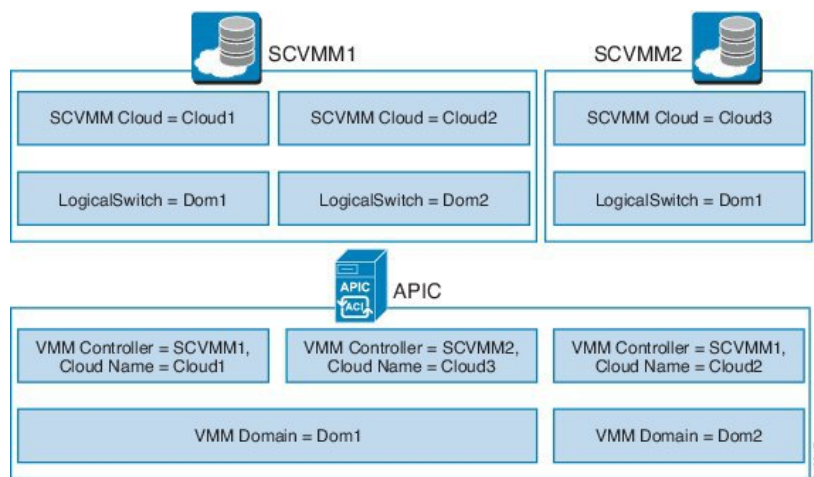 SCVMM1
SCVMM2
SCVMM Cloud = Cloud1
SCVMM Cloud = Cloud2
SCVMM Cloud = Cloud3
LogicalSwitch = Dom1
LogicalSwitch = Dom2
LogicalSwitch = Dom1
APIC
ACI
APIC
VMM Controller = SCVMM1,
Cloud Name = Cloud1
VMM Controller = SCVMM2,
Cloud Name = Cloud3
VMM Controller = SCVMM1,
Cloud Name = Cloud2
VMM Domain = Dom1
VMM Domain = Dom2